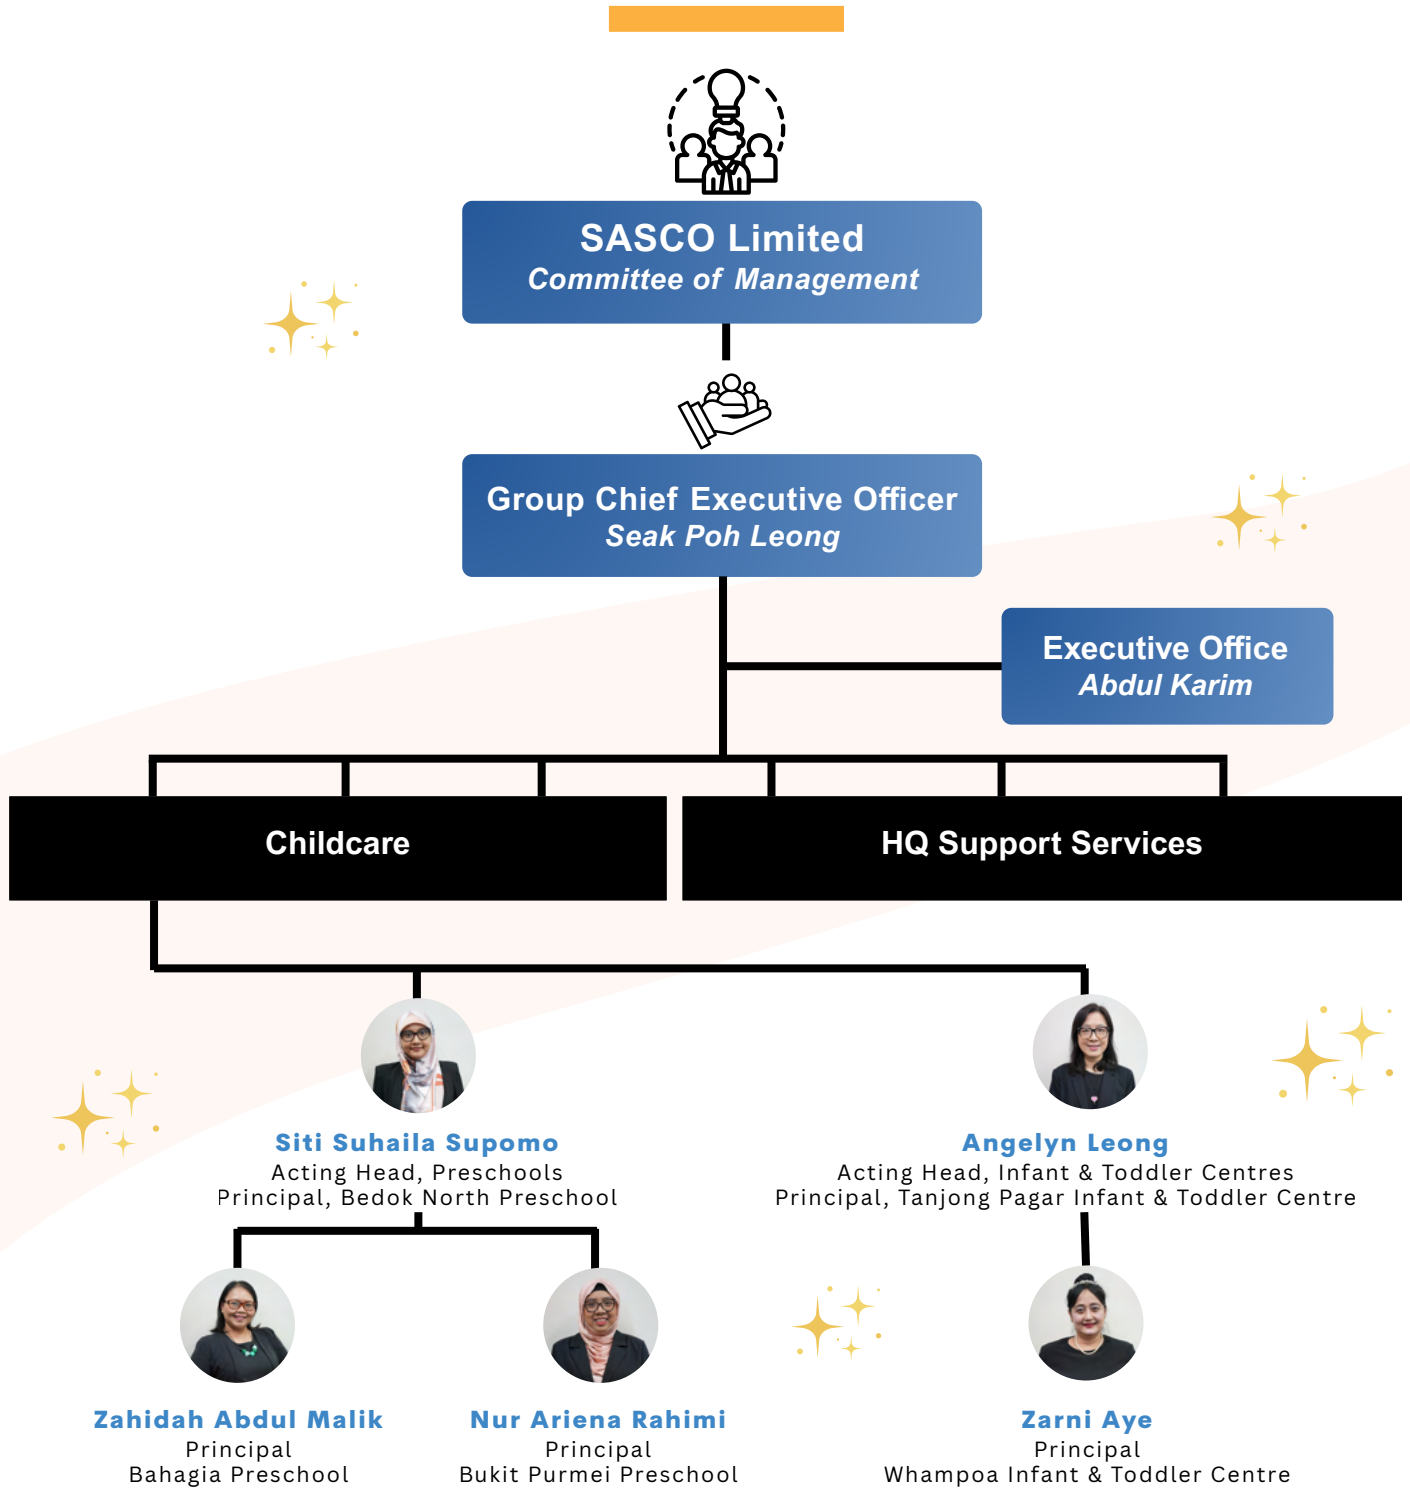 SASCO Limited
Committee of Management
Group Chief Executive Officer
Seak Poh Leong
Executive Office
Abdul Karim
Childcare
HQ Support Services
Siti Suhaila Supomo
Acting Head, Preschools
Principal, Bedok North Preschool
Angelyn Leong
Acting Head, Infant & Toddler Centres
Principal, Tanjong Pagar Infant & Toddler Centre
Zahidah Abdul Malik
Principal
Bahagia Preschool
Nur Ariena Rahimi
Principal
Bukit Purmei Preschool
Zarni Aye
Principal
Whampoa Infant & Toddler Centre